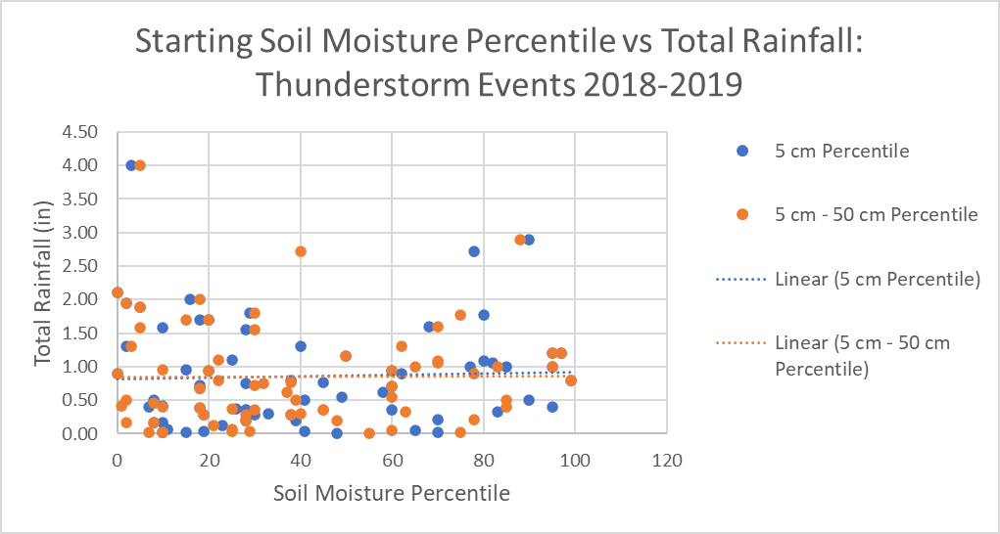 Starting Soil Moisture Percentile vs Total Rainfall:
Thunderstorm Events 2018-2019
4.50
4.00
3.50
3.00
2.50
2.00
1.50
1.00
0.50
0.00
Total Rainfall (in)
0 20 40 60 80 100 120
Soil Moisture Percentile
5 cm Percentile
5 cm - 50 cm Percentile
Linear (5 cm Percentile)
Linear (5 cm - 50 cm
Percentile)